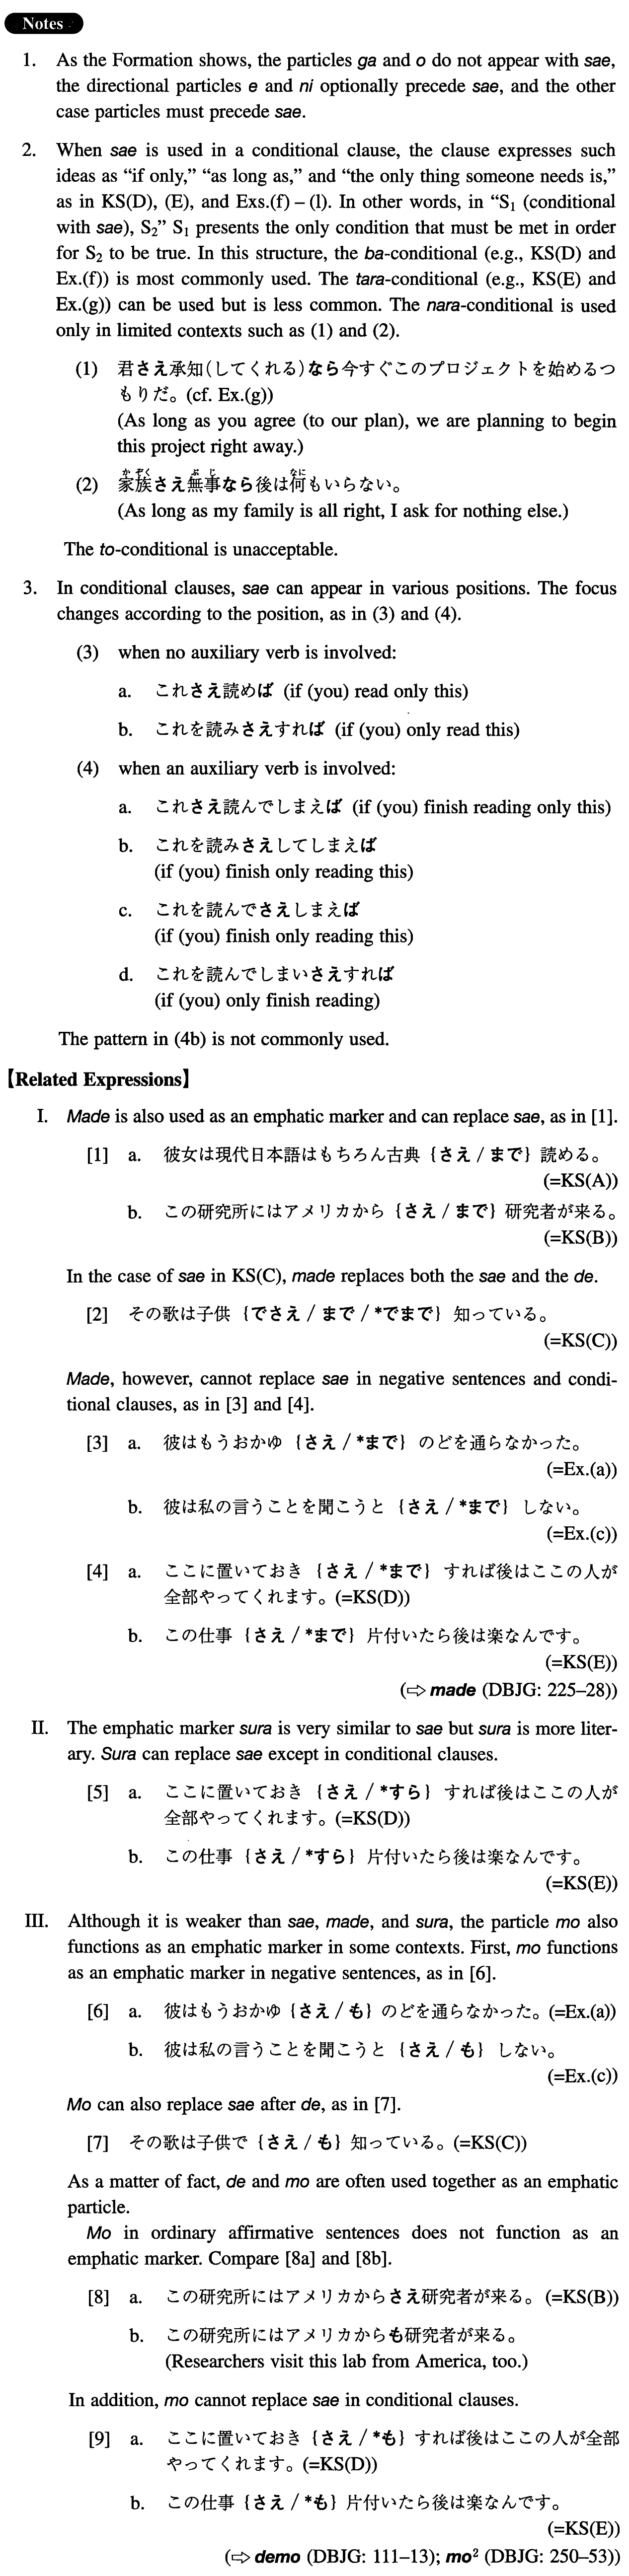 Notes
1. As the Formation shows, the particles ga and o do not appear with sae,
the directional particles e and ni optionally precede sae, and the other
case particles must precede sae.
2. When sae is used in a conditional clause, the clause expresses such
ideas as “if only,” “as long as,” and “the only thing someone needs is,”
as in KS(D), (E), and Exs.(f) – (l). In other words, in “S₁ (conditional
with sae), S₂” S₁ presents the only condition that must be met in order
for S₂ to be true. In this structure, the ba-conditional (e.g., KS(D) and
Ex.(f)) is most commonly used. The tara-conditional (e.g., KS(E) and
Ex.(g)) can be used but is less common. The nara-conditional is used
only in limited contexts such as (1) and (2).
(1) 君さえ承知(してくれる)なら今すぐこのプロジェクトを始めるつ
もりだ。(cf. Ex.(g))
(As long as you agree (to our plan), we are planning to begin
this project right away.)
かぞく ぶじ なに
(2) 家族さえ無事なら後は何もいらない。
(As long as my family is all right, I ask for nothing else.)
The to-conditional is unacceptable.
3. In conditional clauses, sae can appear in various positions. The focus
changes according to the position, as in (3) and (4).
(3) when no auxiliary verb is involved:
a. これさえ読めば (if (you) read only this)
b. これを読みさえすれば (if (you) only read this)
(4) when an auxiliary verb is involved:
a. これさえ読んでしまえば (if (you) finish reading only this)
b. これを読みさえしてしまえば
(if (you) finish only reading this)
c. これを読んでさえしまえば
(if (you) finish only reading this)
d. これを読んでしまいさえすれば
(if (you) only finish reading)
The pattern in (4b) is not commonly used.
【Related Expressions】
I. Made is also used as an emphatic marker and can replace sae, as in [1].
[1] a. 彼女は現代日本語はもちろん古典｛さえ / まで｝読める。
(=KS(A))
b. この研究所にはアメリカから｛さえ / まで｝研究者が来る。
(=KS(B))
In the case of sae in KS(C), made replaces both the sae and the de.
[2] その歌は子供｛でさえ / まで / *でまで｝知っている。
(=KS(C))
Made, however, cannot replace sae in negative sentences and condi-
tional clauses, as in [3] and [4].
[3] a. 彼はもうおかゆ｛さえ / *まで｝のどを通らなかった。
(=Ex.(a))
b. 彼は私の言うことを聞こうと｛さえ / *まで｝しない。
(=Ex.(c))
[4] a. ここに置いておき｛さえ / *まで｝すれば後はここの人が
全部やってくれます。(=KS(D))
b. この仕事｛さえ / *まで｝片付いたら後は楽なんです。
(=KS(E))
(⇨ made (DBJG: 225–28))
II. The emphatic marker sura is very similar to sae but sura is more liter-
ary. Sura can replace sae except in conditional clauses.
[5] a. ここに置いておき｛さえ / *すら｝すれば後はここの人が
全部やってくれます。(=KS(D))
b. この仕事｛さえ / *すら｝片付いたら後は楽なんです。
(=KS(E))
III. Although it is weaker than sae, made, and sura, the particle mo also
functions as an emphatic marker in some contexts. First, mo functions
as an emphatic marker in negative sentences, as in [6].
[6] a. 彼はもうおかゆ｛さえ / も｝のどを通らなかった。(=Ex.(a))
b. 彼は私の言うことを聞こうと｛さえ / も｝しない。
(=Ex.(c))
Mo can also replace sae after de, as in [7].
[7] その歌は子供で｛さえ / も｝知っている。(=KS(C))
As a matter of fact, de and mo are often used together as an emphatic
particle.
Mo in ordinary affirmative sentences does not function as an
emphatic marker. Compare [8a] and [8b].
[8] a. この研究所にはアメリカからさえ研究者が来る。(=KS(B))
b. この研究所にはアメリカからも研究者が来る。
(Researchers visit this lab from America, too.)
In addition, mo cannot replace sae in conditional clauses.
[9] a. ここに置いておき｛さえ / *も｝すれば後はここの人が全部
やってくれます。(=KS(D))
b. この仕事｛さえ / *も｝片付いたら後は楽なんです。
(=KS(E))
(⇨ demo (DBJG: 111–13); mo² (DBJG: 250–53))